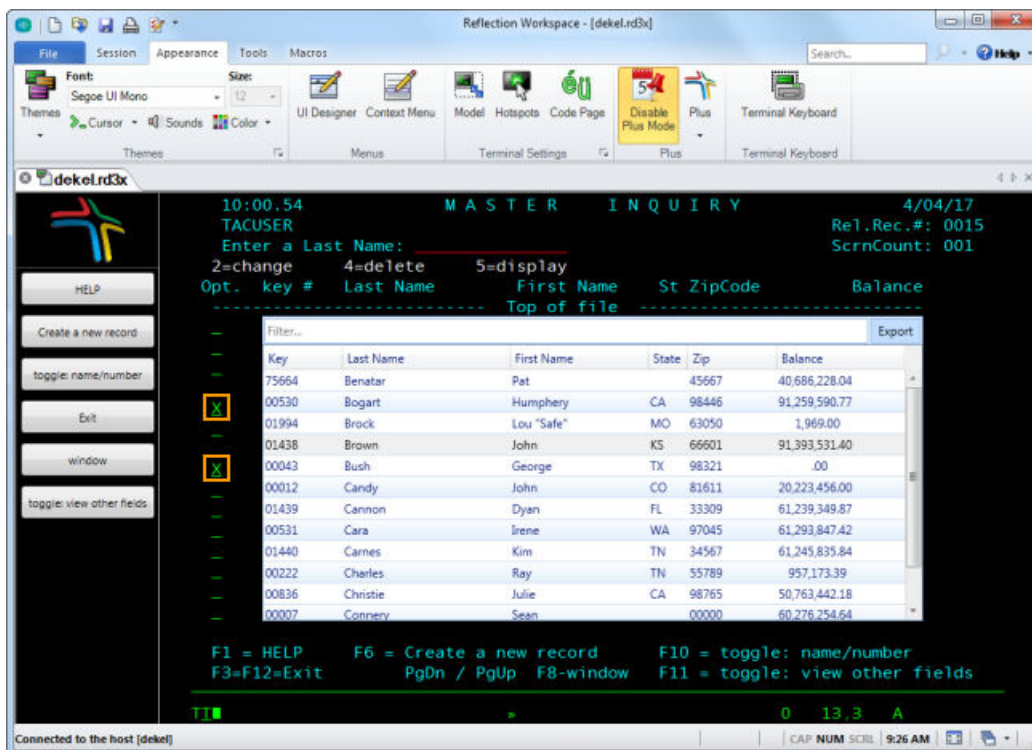 Reflection Workspace - [dekel.rd3x]
File Session Appearance Tools Macros Search... Help
Font: Size:
Segoe UI Mono 12
Themes Cursor Sounds Color UI Designer Context Menu Model Hotspots Code Page Disable Plus Mode Plus Terminal Keyboard
Themes Menus Terminal Settings Plus Terminal Keyboard
dekel.rd3x
10:00.54 MASTER INQUIRY 4/04/17
TACUSER Rel.Rec.#: 0015
Enter a Last Name: ScrnCount: 001
2=change 4=delete 5=display
Opt. key # Last Name First Name St ZipCode Balance
--------------------------- Top of file ----------------------------
HELP
Create a new record
toggle: name/number
Exit
window
toggle: view other fields
X
X
Filter... Export
Key Last Name First Name State Zip Balance
75664 Benatar Pat 45667 40,686,228.04
00530 Bogart Humphery CA 98446 91,259,590.77
01994 Brock Lou "Safe" MO 63050 1,969.00
01438 Brown John KS 66601 91,393,531.40
00043 Bush George TX 98321 .00
00012 Candy John CO 81611 20,223,456.00
01439 Cannon Dyan FL 33309 61,239,349.87
00531 Cara Irene WA 97045 61,293,847.42
01440 Carnes Kim TN 34567 61,245,835.84
00222 Charles Ray TN 55789 957,173.39
00836 Christie Julie CA 98765 50,763,442.18
00007 Connery Sean 00000 60,276,254.64
F1 = HELP F6 = Create a new record F10 = toggle: name/number
F3=F12=Exit PgDn / PgUp F8-window F11 = toggle: view other fields
TI » O 13,3 A
Connected to the host [dekel] CAP NUM SCRL 9:26 AM